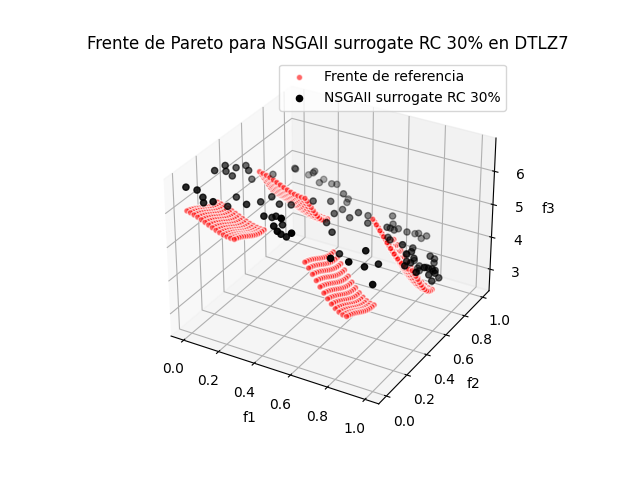 Frente de Pareto para NSGAII surrogate RC 30% en DTLZ7
Frente de referencia
NSGAII surrogate RC 30%
6
5
4
3
f3
0.0
0.2
0.4
0.6
0.8
1.0
f1
0.0
0.2
0.4
0.6
0.8
1.0
f2